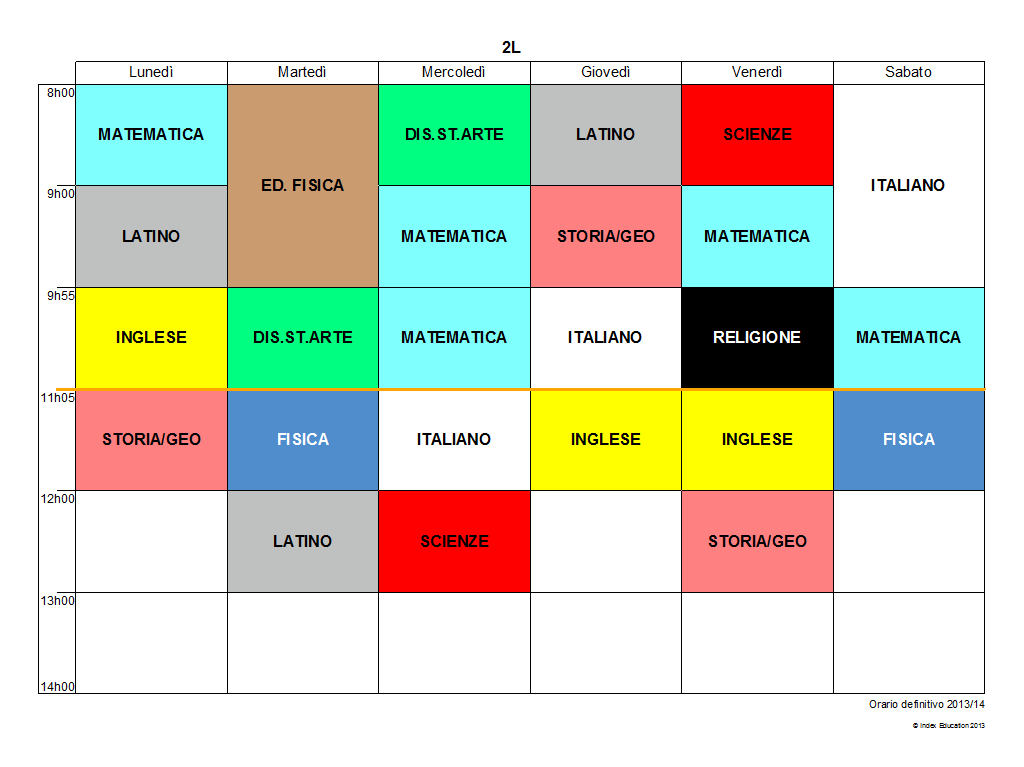 2L
Lunedì Martedì Mercoledì Giovedì Venerdì Sabato
8h00
MATEMATICA ED. FISICA DIS.ST.ARTE LATINO SCIENZE ITALIANO
9h00
LATINO MATEMATICA STORIA/GEO MATEMATICA
9h55
INGLESE DIS.ST.ARTE MATEMATICA ITALIANO RELIGIONE MATEMATICA
11h05
STORIA/GEO FISICA ITALIANO INGLESE INGLESE FISICA
12h00
LATINO SCIENZE STORIA/GEO
13h00
14h00
Orario definitivo 2013/14
© Index Education 2013